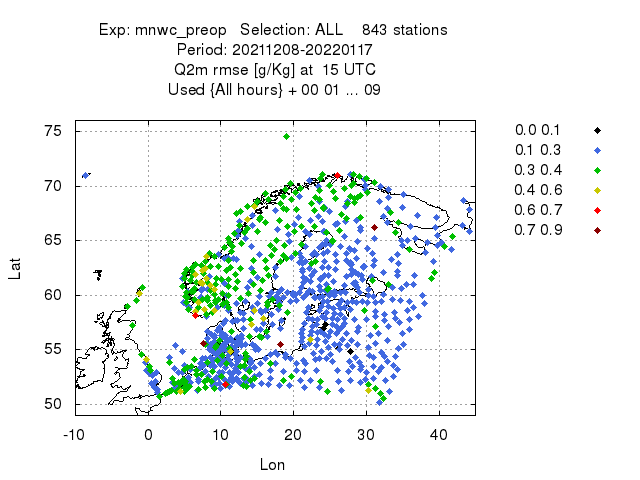 Exp: mnwc_preop   Selection: ALL    843 stations
Period: 20211208-20220117
Q2m rmse [g/Kg] at  15 UTC
Used {All hours} + 00 01 ... 09
75
70
65
60
55
50
Lat
-10 0 10 20 30 40
Lon
0.0 0.1
0.1 0.3
0.3 0.4
0.4 0.6
0.6 0.7
0.7 0.9